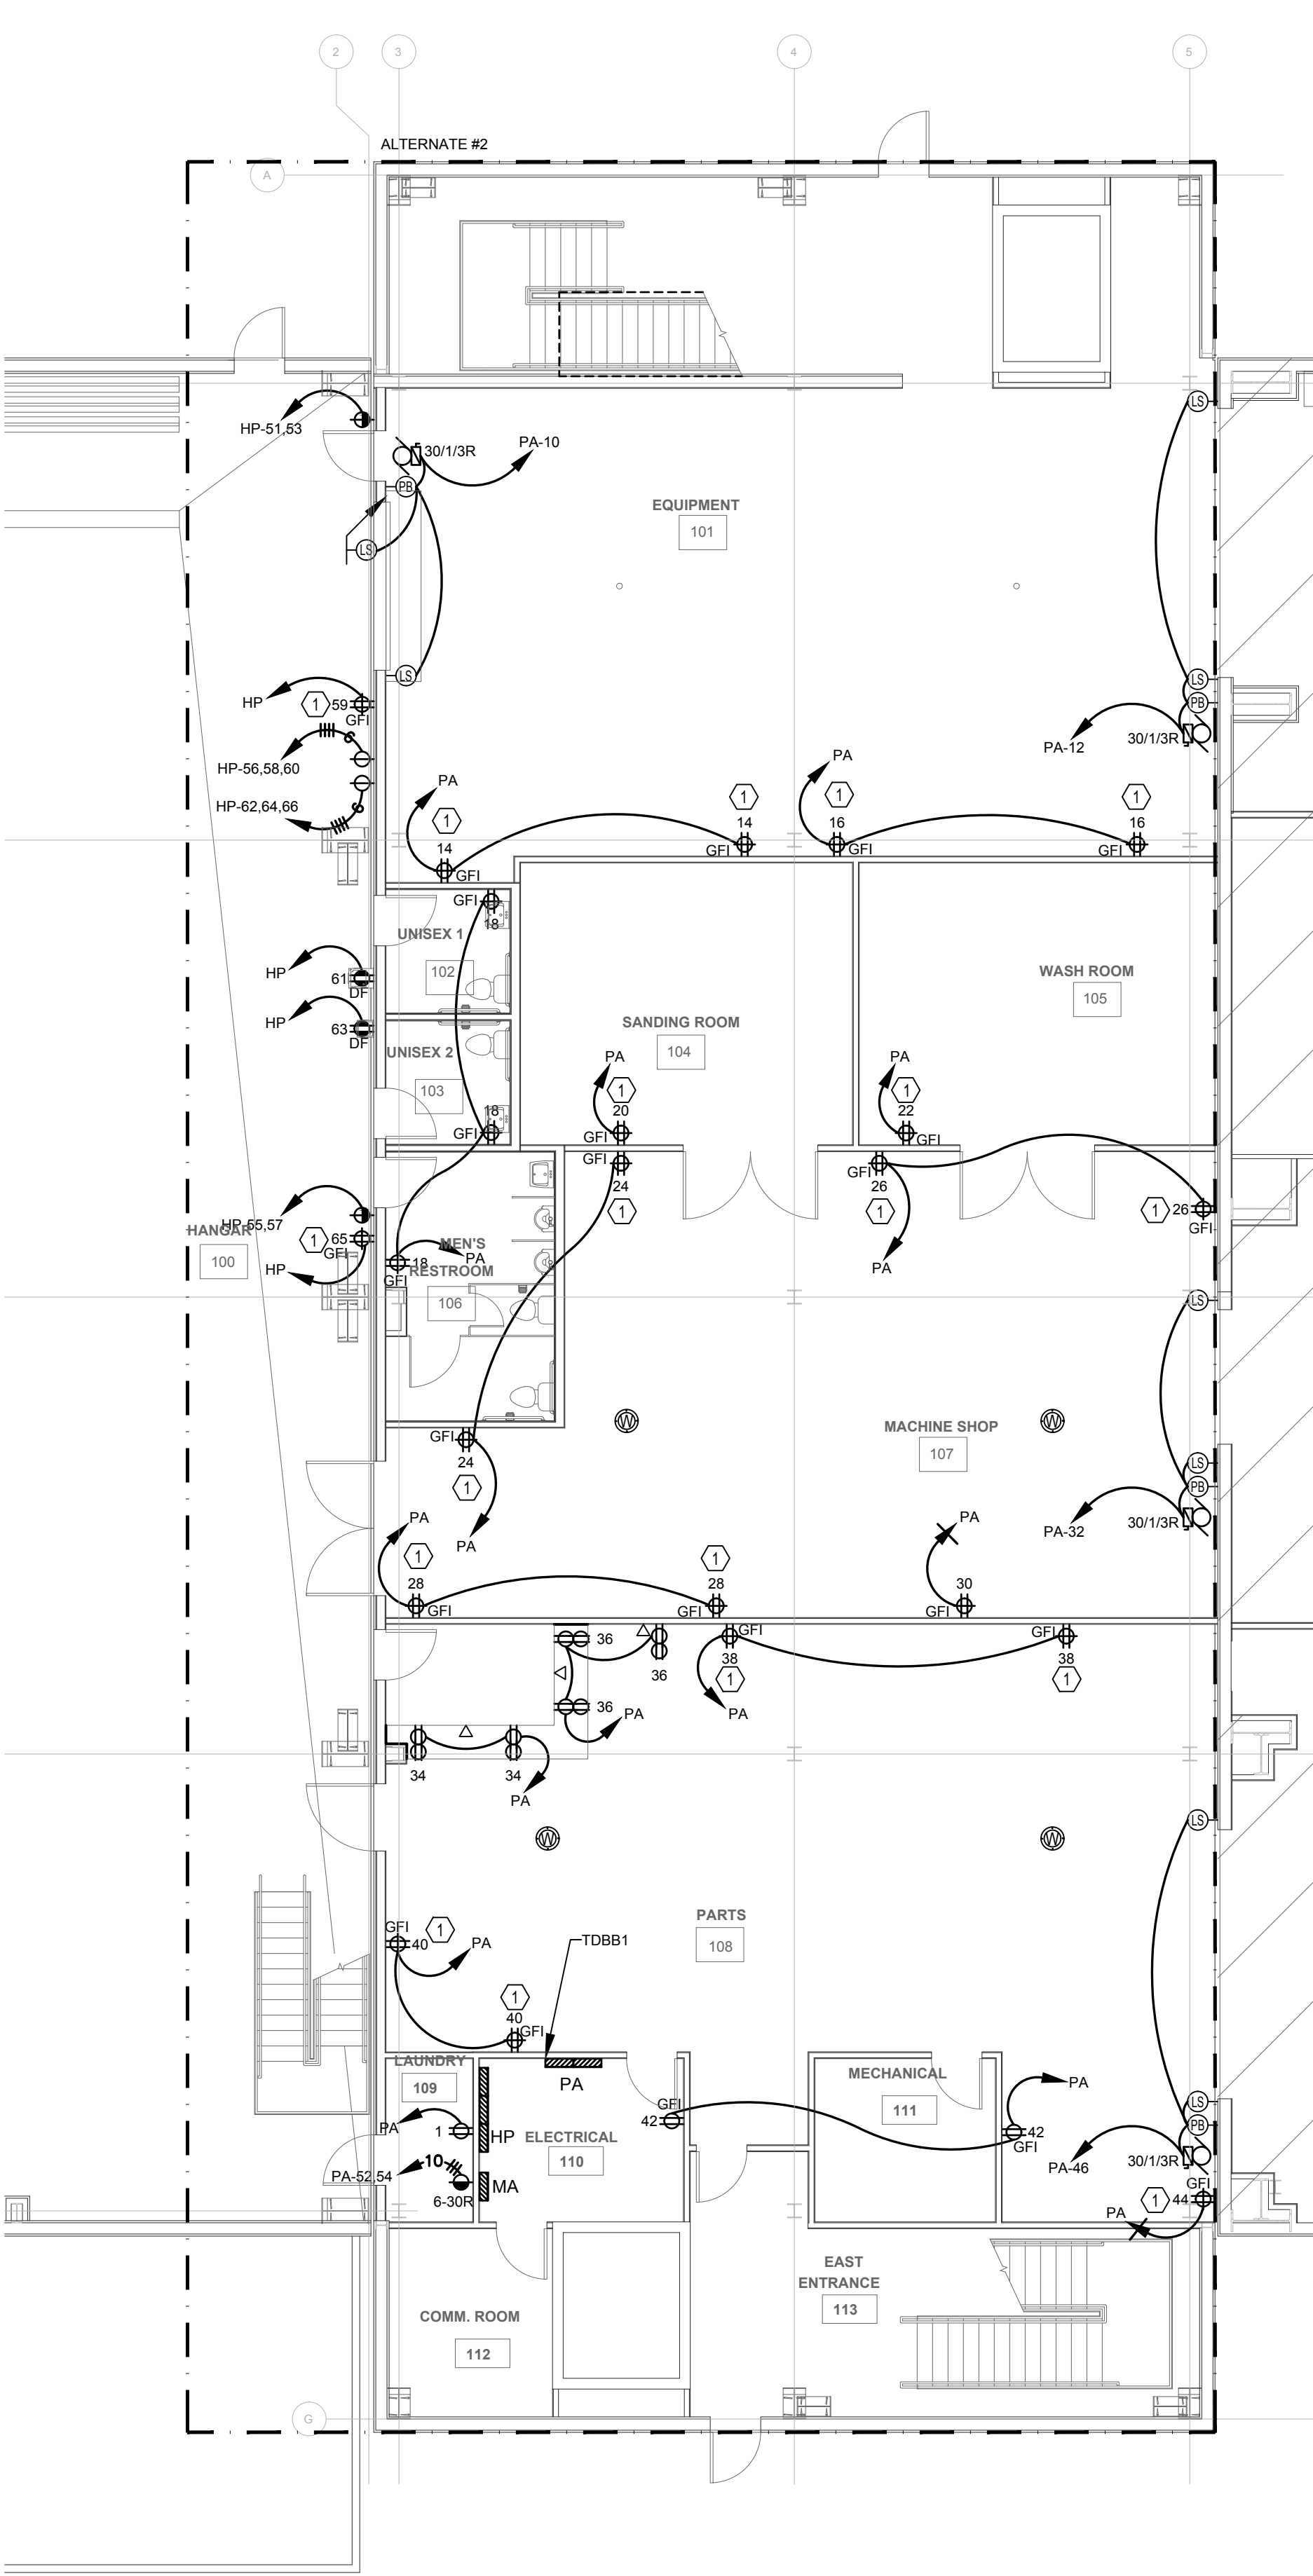 2
3
4
5
ALTERNATE #2
A
HP-51,53
30/1/3R
PA-10
PB
LS
LS
EQUIPMENT
101
LS
LS
PB
30/1/3R
PA-12
HP
1
59
GFI
HP-56,58,60
HP-62,64,66
PA
1
14
GFI
1
14
GFI
PA
1
16
GFI
1
16
GFI
GFI
18
UNISEX 1
102
HP
61
DF
HP
63
DF
UNISEX 2
103
18
GFI
SANDING ROOM
104
WASH ROOM
105
PA
1
20
GFI
PA
1
22
GFI
GFI
24
1
GFI
26
1
PA
1
26
GFI
HP-55,57
HANGAR
100
1
65
GFI
HP
18
GFI
PA
MEN'S
RESTROOM
106
LS
W
W
MACHINE SHOP
107
GFI
24
1
PA
LS
PB
30/1/3R
PA-32
PA
1
28
GFI
1
28
GFI
PA
30
GFI
36
36
36
PA
GFI
38
1
PA
GFI
38
1
34
34
PA
W
W
LS
PARTS
108
GFI
40
1
PA
TDBB1
1
40
GFI
LAUNDRY
109
PA
1
PA-52,54
10
6-30R
PA
HP
MA
ELECTRICAL
110
GFI
42
MECHANICAL
111
PA
42
GFI
LS
PB
30/1/3R
PA-46
GFI
1
44
PA
COMM. ROOM
112
EAST
ENTRANCE
113
G